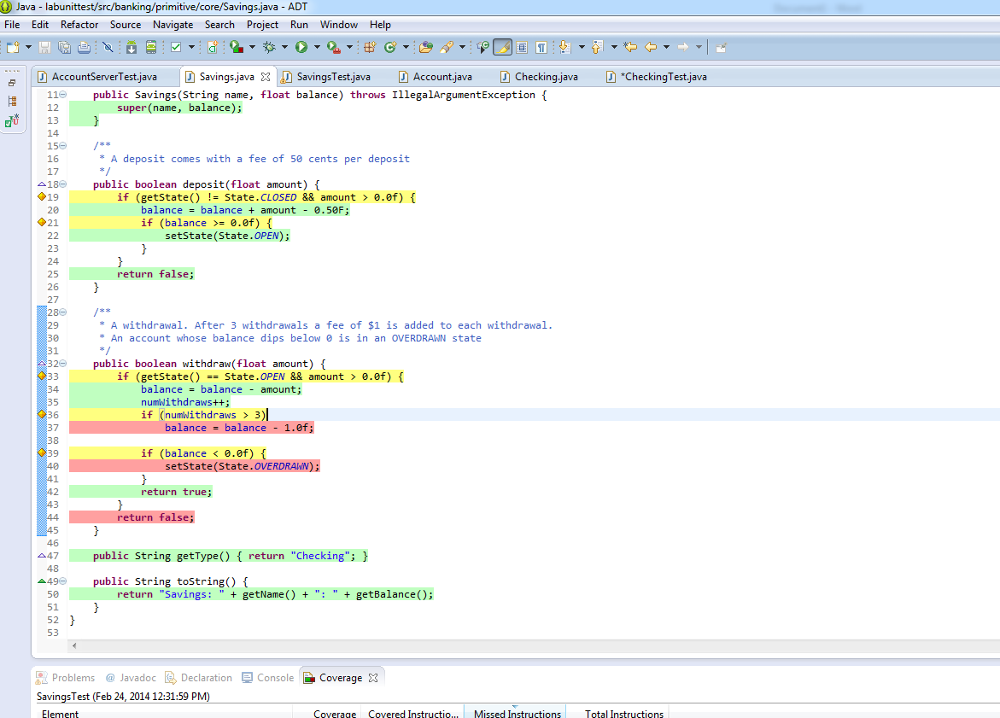 Java - labunittest/src/banking/primitive/core/Savings.java - ADT
File Edit Refactor Source Navigate Search Project Run Window Help
AccountServerTest.java Savings.java SavingsTest.java Account.java Checking.java *CheckingTest.java
11 public Savings(String name, float balance) throws IllegalArgumentException {
12 super(name, balance);
13 }
14
15 /**
16 * A deposit comes with a fee of 50 cents per deposit
17 */
18 public boolean deposit(float amount) {
19 if (getState() != State.CLOSED && amount > 0.0f) {
20 balance = balance + amount - 0.50F;
21 if (balance >= 0.0f) {
22 setState(State.OPEN);
23 }
24 }
25 return false;
26 }
27
28 /**
29 * A withdrawal. After 3 withdrawals a fee of $1 is added to each withdrawal.
30 * An account whose balance dips below 0 is in an OVERDRAWN state
31 */
32 public boolean withdraw(float amount) {
33 if (getState() == State.OPEN && amount > 0.0f) {
34 balance = balance - amount;
35 numWithdraws++;
36 if (numWithdraws > 3)
37 balance = balance - 1.0f;
38
39 if (balance < 0.0f) {
40 setState(State.OVERDRAWN);
41 }
42 return true;
43 }
44 return false;
45 }
46
47 public String getType() { return "Checking"; }
48
49 public String toString() {
50 return "Savings: " + getName() + ": " + getBalance();
51 }
52 }
53
Problems Javadoc Declaration Console Coverage
SavingsTest (Feb 24, 2014 12:31:59 PM)
Element Coverage Covered Instructio... Missed Instructions Total Instructions